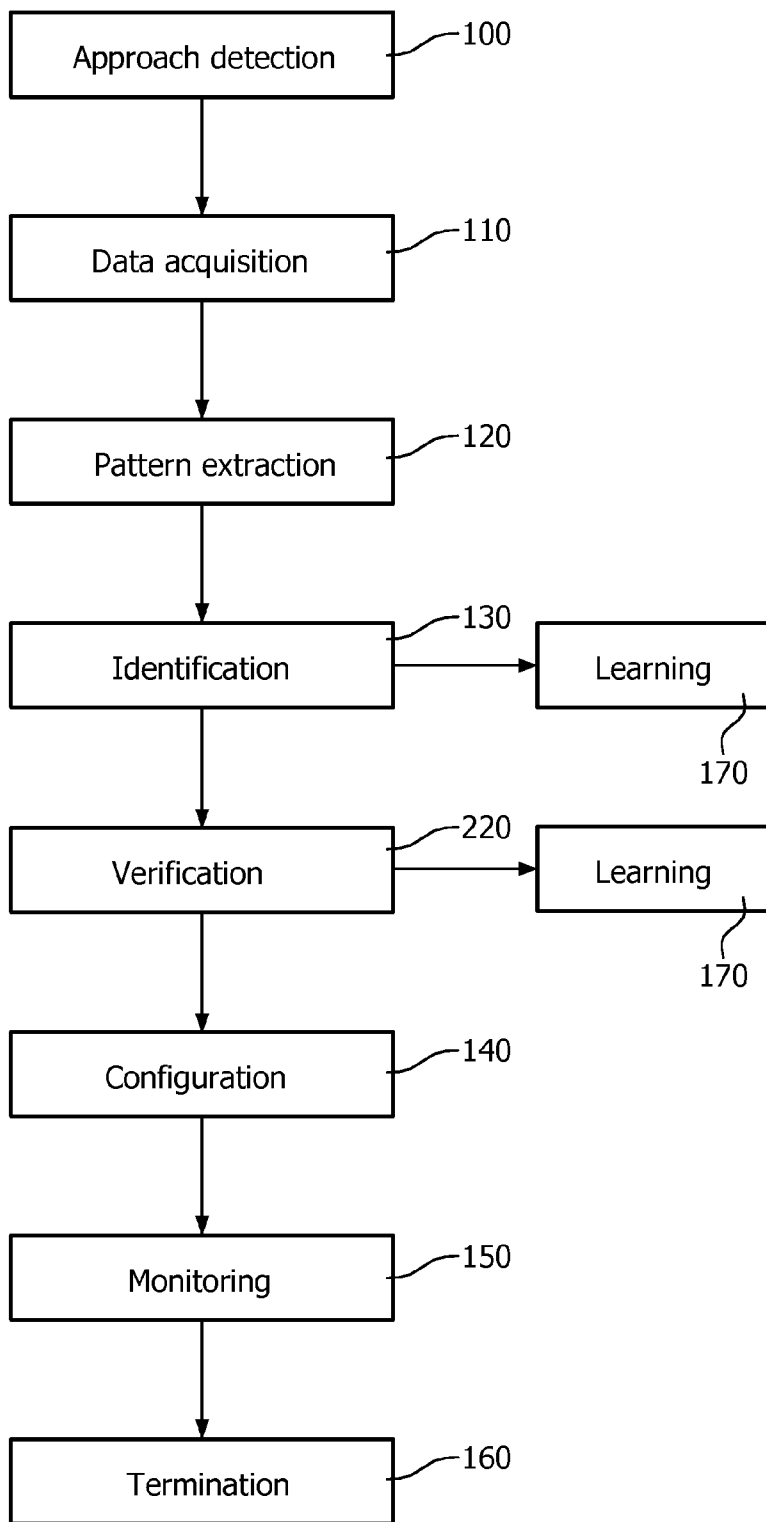 Approach detection
100
Data acquisition
110
Pattern extraction
120
Identification
130
Learning
170
Verification
220
Learning
170
Configuration
140
Monitoring
150
Termination
160